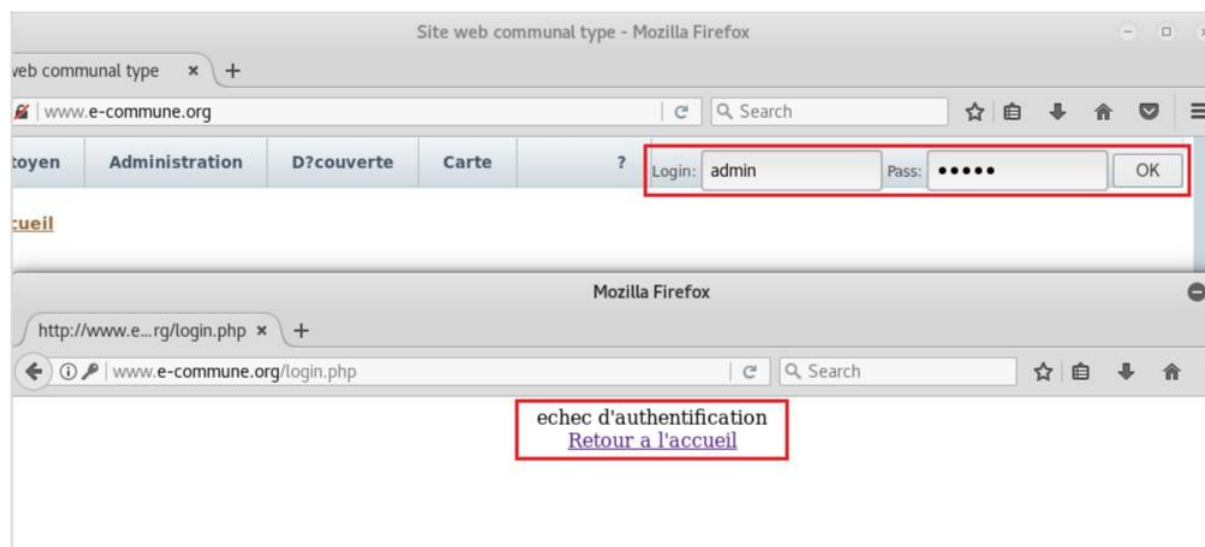 Site web communal type - Mozilla Firefox
web communal type × +
www.e-commune.org Search
toyen Administration D?couverte Carte ? Login: admin Pass: ••••• OK
cueil
Mozilla Firefox
http://www.e...rg/login.php × +
www.e-commune.org/login.php Search
echec d'authentification
Retour a l'accueil